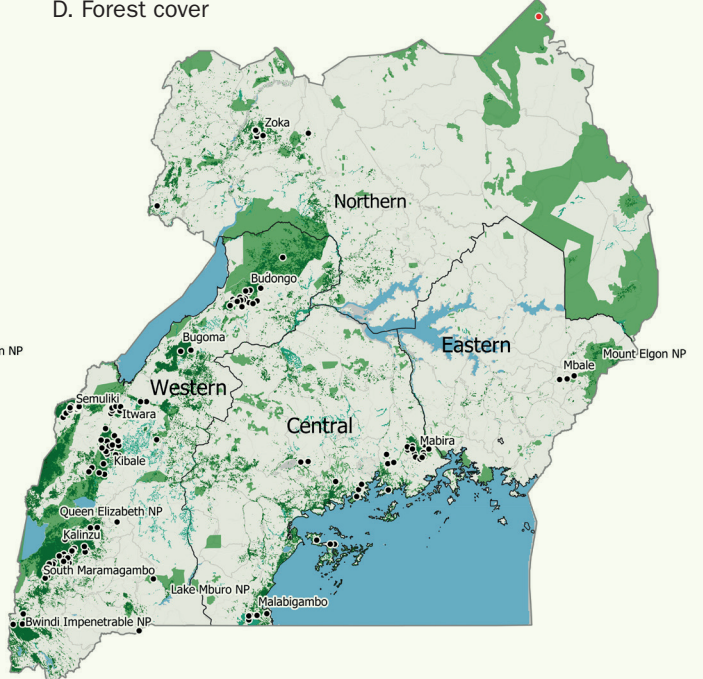 D. Forest cover
Zoka
Northern
Budongo
Bugoma
Eastern
n NP
Mount Elgon NP
Mbale
Western
Semuliki
Itwara
Central
Mabira
Kibale
Queen Elizabeth NP
Kalinzu
South Maramagambo
Lake Mburo NP
Malabigambo
Bwindi Impenetrable NP